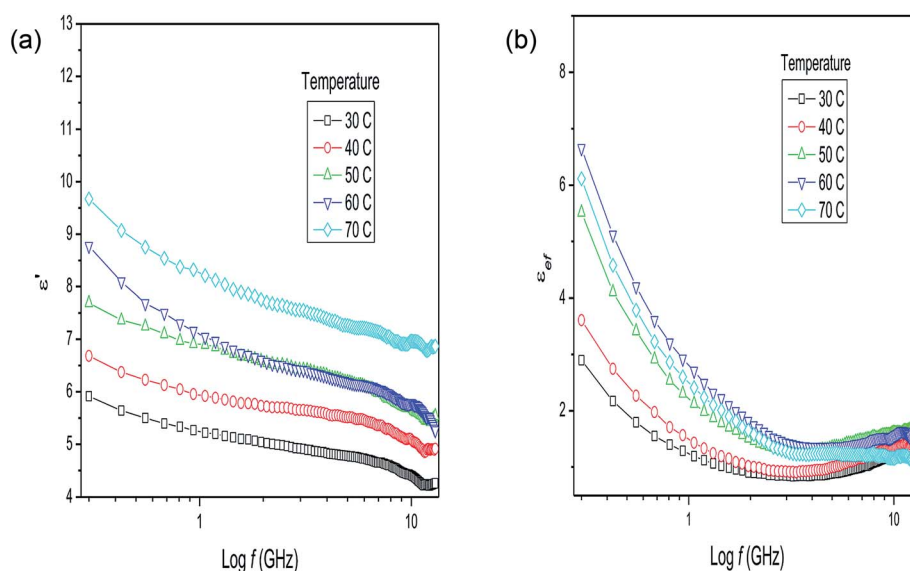 (a)
13
12
11
10
9
8
7
6
5
4
ε'
Temperature
30 C
40 C
50 C
60 C
70 C
1
10
Log f (GHz)
(b)
8
6
4
2
ε ef
Temperature
30 C
40 C
50 C
60 C
70 C
1
10
Log f (GHz)